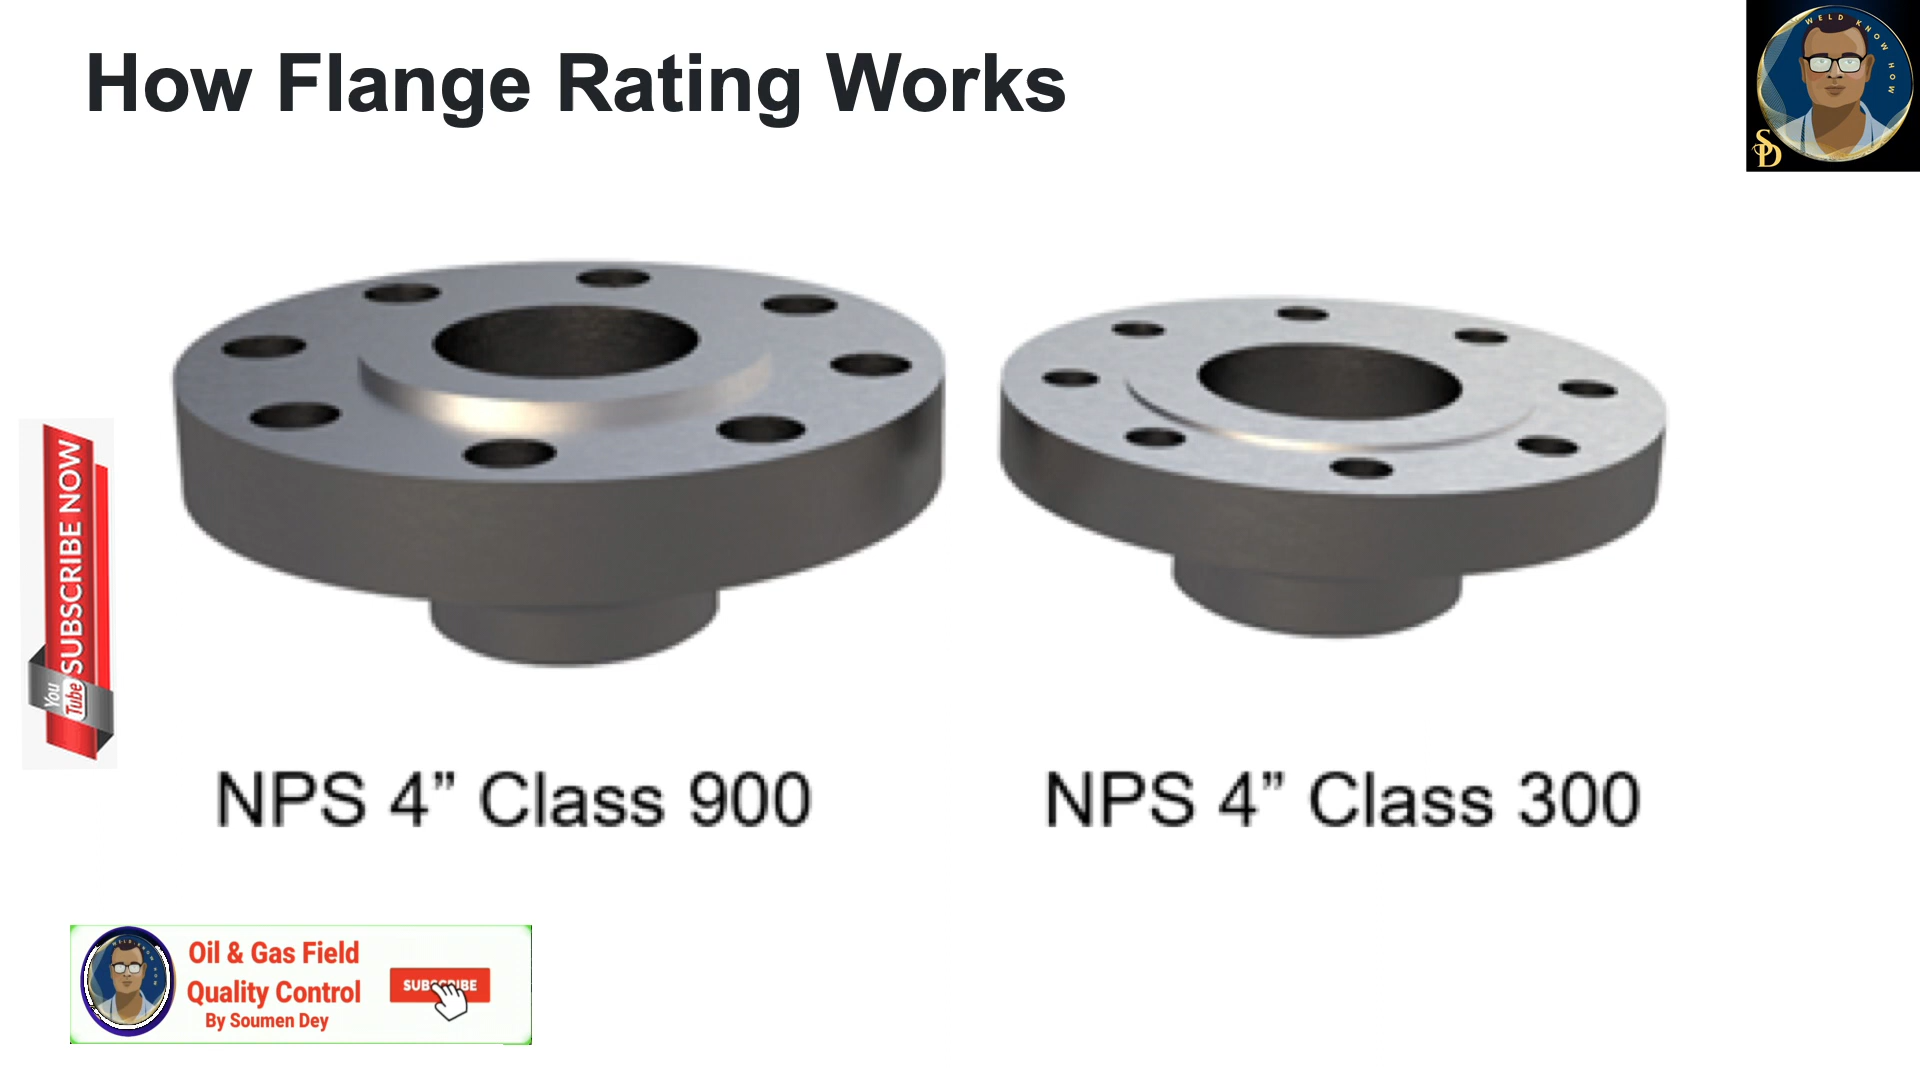 How Flange Rating Works
WELD KNOW HOW
SD
SUBSCRIBE NOW
You
Tube
NPS 4” Class 900
NPS 4” Class 300
Oil & Gas Field
Quality Control
By Soumen Dey
SUBSCRIBE